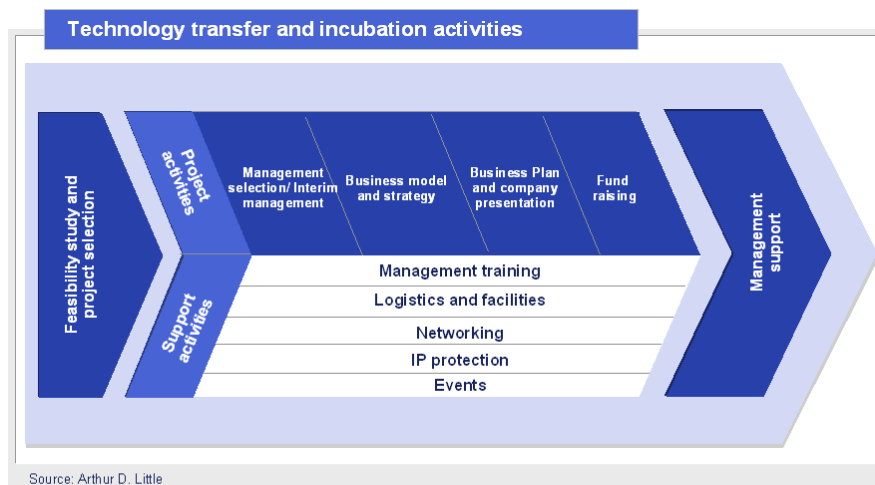 Technology transfer and incubation activities
Feasibility study and
project selection
Project
activities
Management
selection/ Interim
management
Business model
and strategy
Business Plan
and company
presentation
Fund
raising
Support
activities
Management training
Logistics and facilities
Networking
IP protection
Events
Management
support
Source: Arthur D. Little